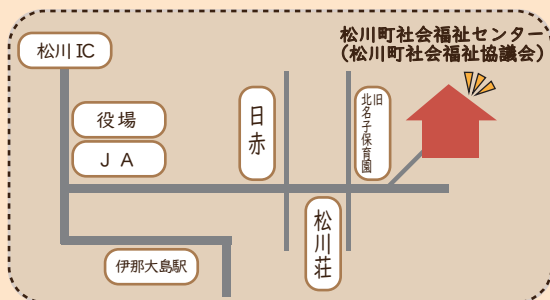 松川町社会福祉センター
（松川町社会福祉協議会）
松川 IC
役場
ＪＡ
日赤
旧
北名子保育園
松川荘
伊那大島駅